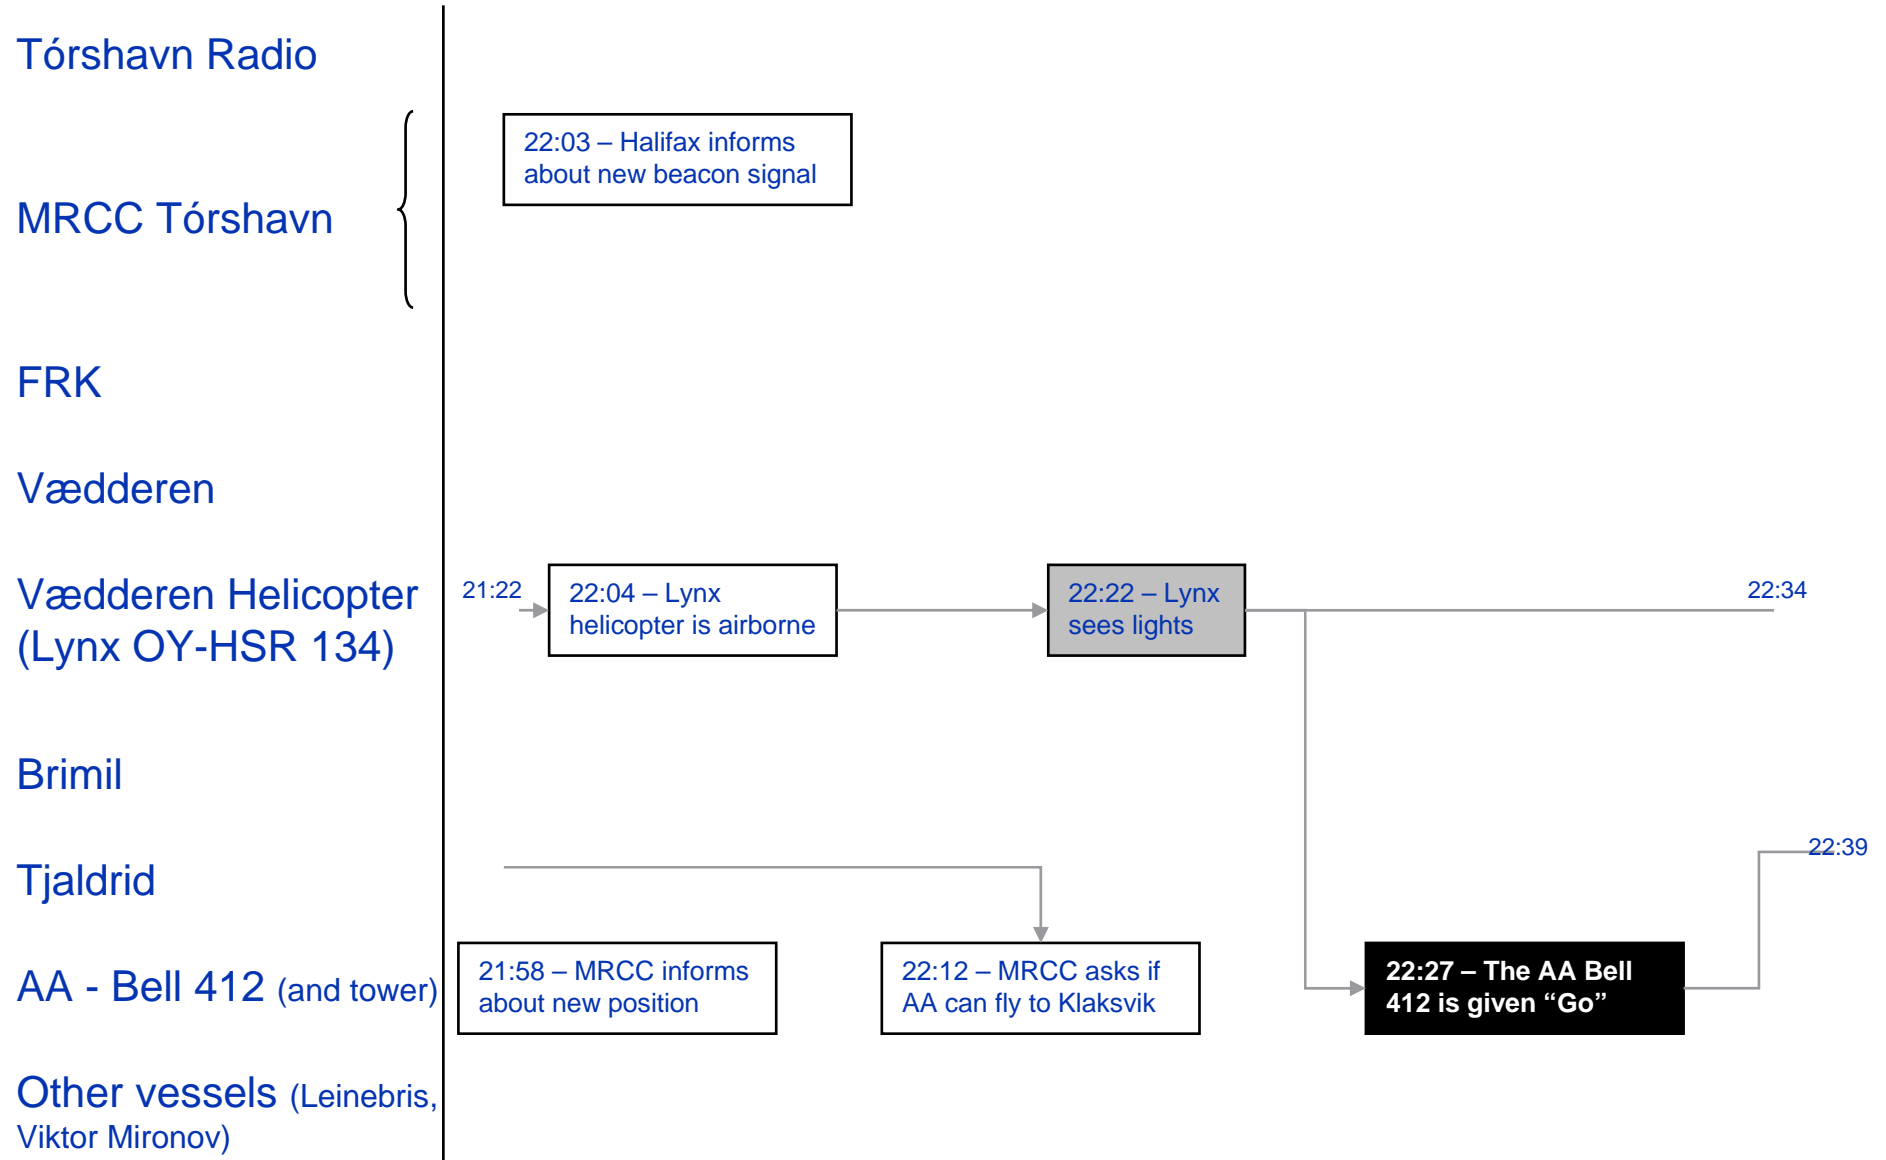 Tórshavn Radio
22:03 – Halifax informs
about new beacon signal
MRCC Tórshavn
FRK
Vædderen
Vædderen Helicopter
(Lynx OY-HSR 134)
21:22
22:04 – Lynx
helicopter is airborne
22:22 – Lynx
sees lights
22:34
Brimil
Tjaldrid
22:39
AA - Bell 412 (and tower)
21:58 – MRCC informs
about new position
22:12 – MRCC asks if
AA can fly to Klaksvik
22:27 – The AA Bell
412 is given “Go”
Other vessels (Leinebris,
Viktor Mironov)